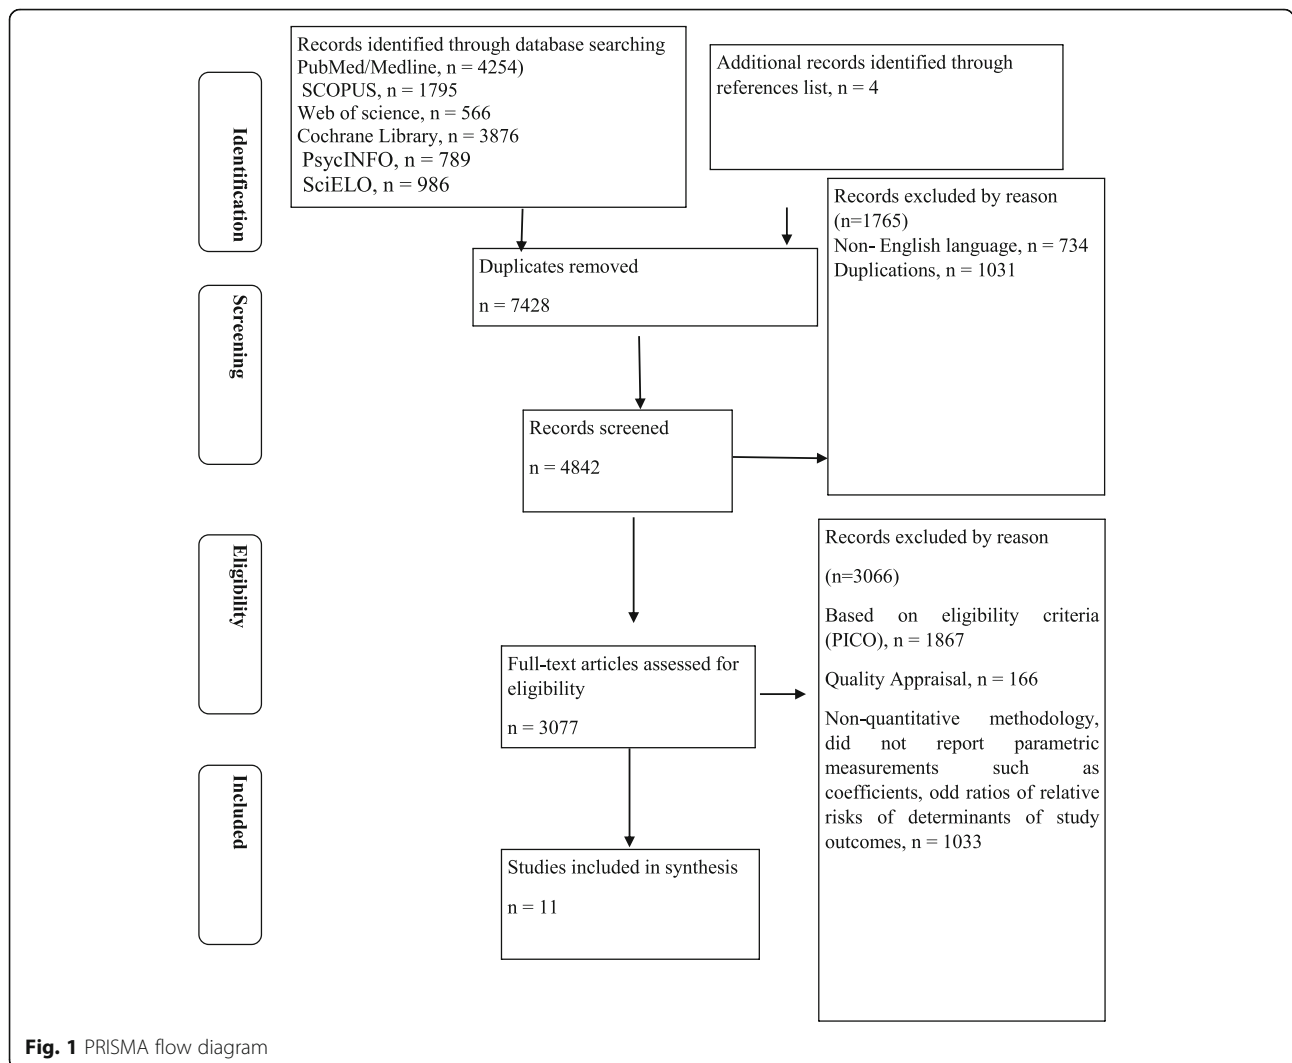 Records identified through database searching
PubMed/Medline, n = 4254)
SCOPUS, n = 1795
Web of science, n = 566
Cochrane Library, n = 3876
PsycINFO, n = 789
SciELO, n = 986
Additional records identified through
references list, n = 4
Identification
Records excluded by reason
(n=1765)
Non- English language, n = 734
Duplications, n = 1031
Duplicates removed
n = 7428
Screening
Records screened
n = 4842
Eligibility
Records excluded by reason
(n=3066)
Based on eligibility criteria
(PICO), n = 1867
Quality Appraisal, n = 166
Non-quantitative methodology,
did not report parametric
measurements such as
coefficients, odd ratios of relative
risks of determinants of study
outcomes, n = 1033
Full-text articles assessed for
eligibility
n = 3077
Included
Studies included in synthesis
n = 11
Fig. 1 PRISMA flow diagram